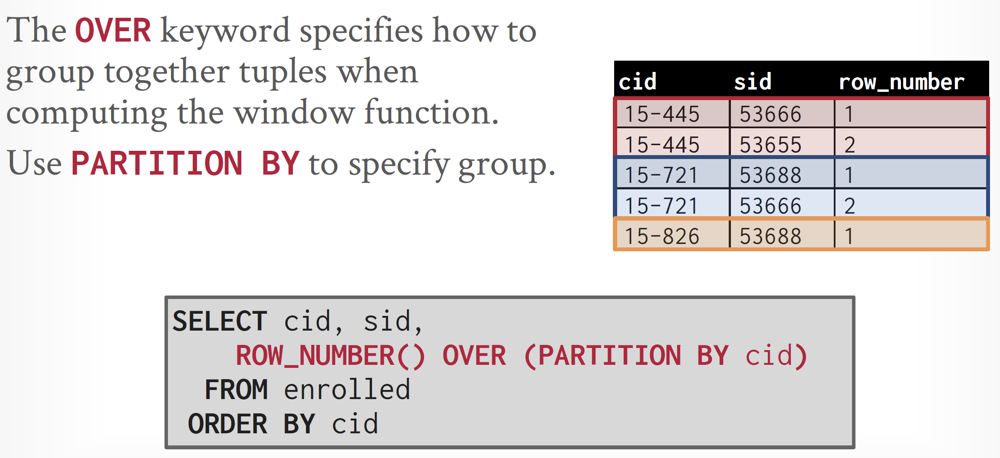 The OVER keyword specifies how to
group together tuples when
computing the window function.
Use PARTITION BY to specify group.
cid sid row_number
15-445 53666 1
15-445 53655 2
15-721 53688 1
15-721 53666 2
15-826 53688 1
SELECT cid, sid,
ROW_NUMBER() OVER (PARTITION BY cid)
FROM enrolled
ORDER BY cid